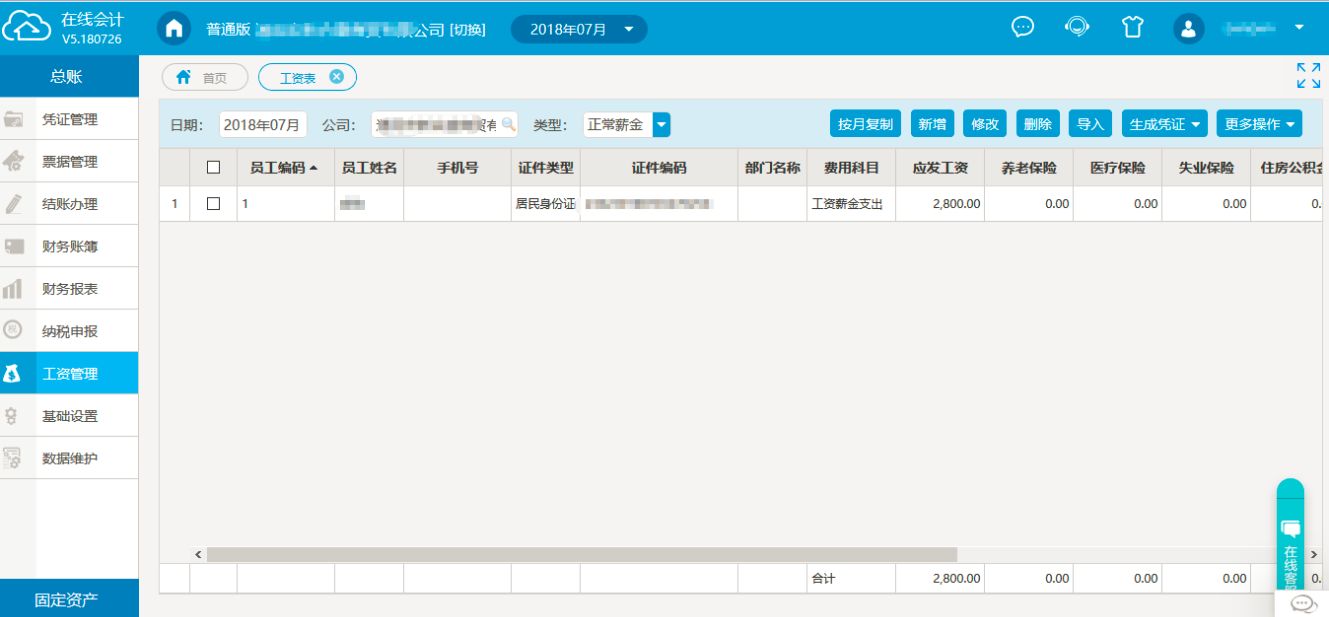 在线会计
V5.180726
普通版
公司 [切换]
2018年07月
总账
首页
工资表
凭证管理
票据管理
结账办理
财务账簿
财务报表
纳税申报
工资管理
基础设置
数据维护
固定资产
日期： 2018年07月 公司： 贸有 类型： 正常薪金
按月复制 新增 修改 删除 导入 生成凭证 更多操作
员工编码 员工姓名 手机号 证件类型 证件编码 部门名称 费用科目 应发工资 养老保险 医疗保险 失业保险 住房公积金
1 1 居民身份证 工资薪金支出 2,800.00 0.00 0.00 0.00 0.
合计 2,800.00 0.00 0.00 0.00 0.
在线客服